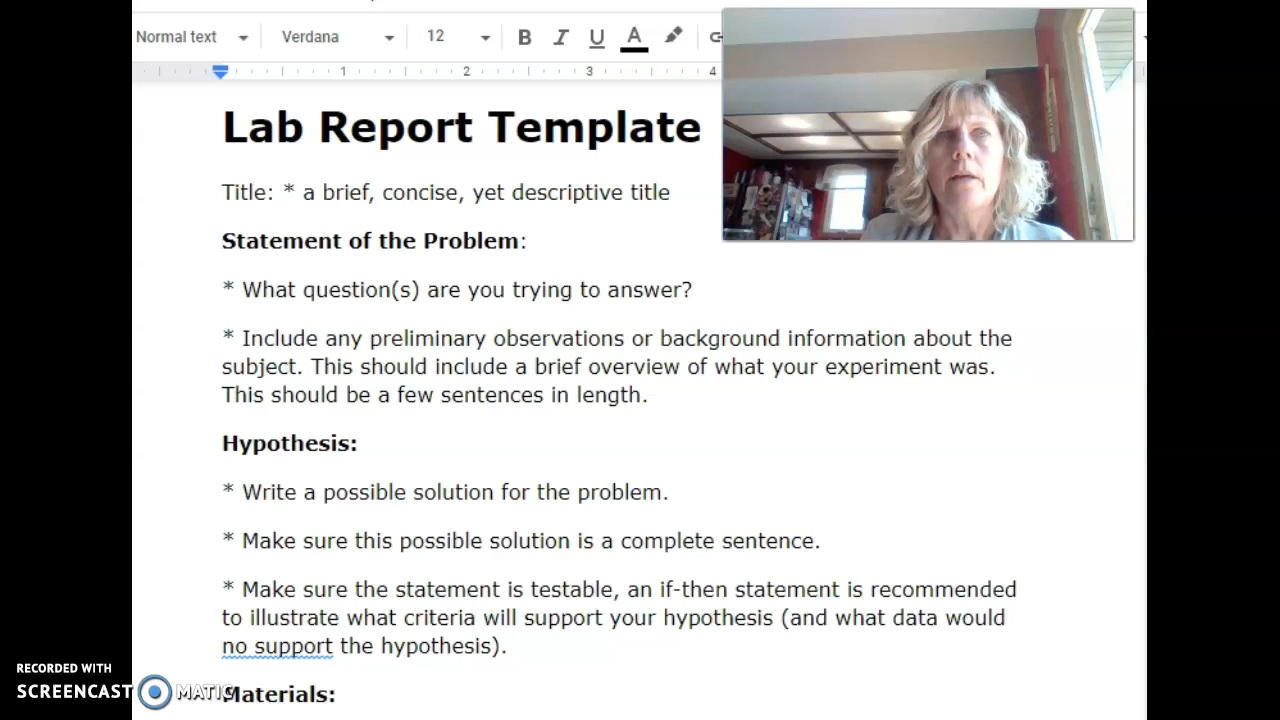 Normal text Verdana 12 B I U A
1 2 3 4
Lab Report Template
Title: * a brief, concise, yet descriptive title
Statement of the Problem:
* What question(s) are you trying to answer?
* Include any preliminary observations or background information about the
subject. This should include a brief overview of what your experiment was.
This should be a few sentences in length.
Hypothesis:
* Write a possible solution for the problem.
* Make sure this possible solution is a complete sentence.
* Make sure the statement is testable, an if-then statement is recommended
to illustrate what criteria will support your hypothesis (and what data would
no support the hypothesis).
Materials:
RECORDED WITH
SCREENCAST MATIC